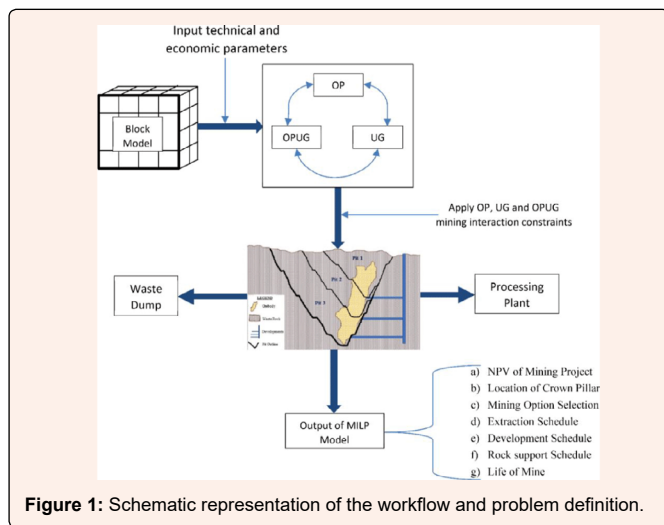 Input technical and
economic parameters
Block
Model
OP
OPUG
UG
Apply OP, UG and OPUG
mining interaction constraints
Waste
Dump
Pit 1
Pit 2
Pit 3
LEGEND
Processing
Plant
Output of MILP
Model
a) NPV of Mining Project
b) Location of Crown Pillar
c) Mining Option Selection
d) Extraction Schedule
e) Development Schedule
f) Rock support Schedule
g) Life of Mine
Figure 1: Schematic representation of the workflow and problem definition.